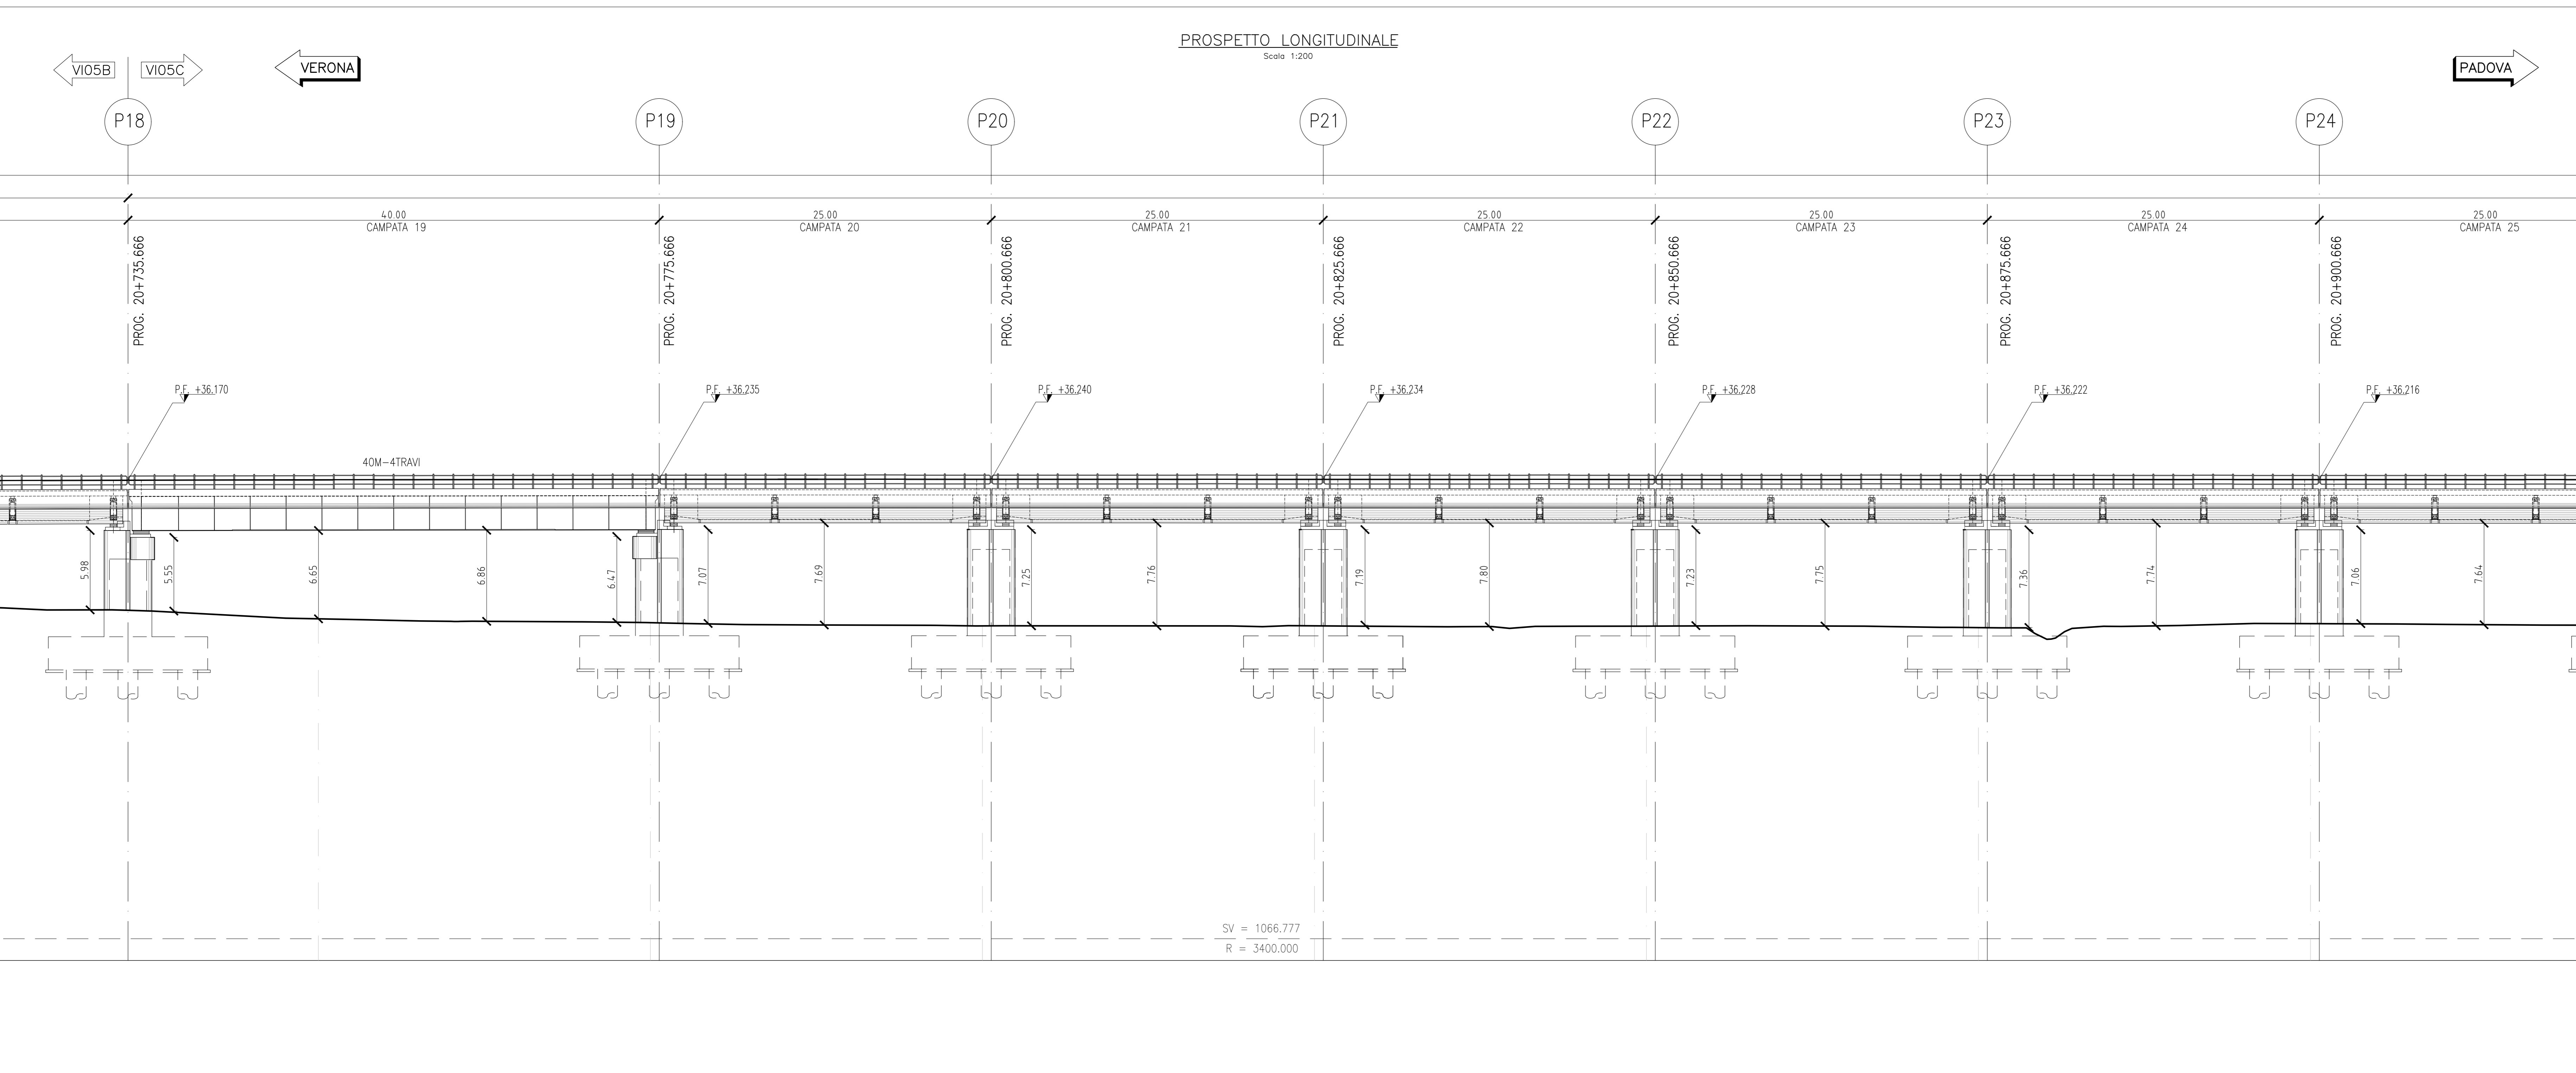 PROSPETTO LONGITUDINALE
Scala 1:200
VI05B
VI05C
VERONA
PADOVA
P18
P19
P20
P21
P22
P23
P24
40.00
25.00
25.00
25.00
25.00
25.00
25.00
CAMPATA 19
CAMPATA 20
CAMPATA 21
CAMPATA 22
CAMPATA 23
CAMPATA 24
CAMPATA 25
PROG. 20+735.666
PROG. 20+775.666
PROG. 20+800.666
PROG. 20+825.666
PROG. 20+850.666
PROG. 20+875.666
PROG. 20+900.666
P.F. +36.170
P.F. +36.235
P.F. +36.240
P.F. +36.234
P.F. +36.228
P.F. +36.222
P.F. +36.216
40M-4TRAVI
5.98
5.55
6.65
6.86
6.47
7.07
7.69
7.25
7.76
7.19
7.80
7.23
7.75
7.36
7.74
7.06
7.64
SV = 1066.777
R = 3400.000